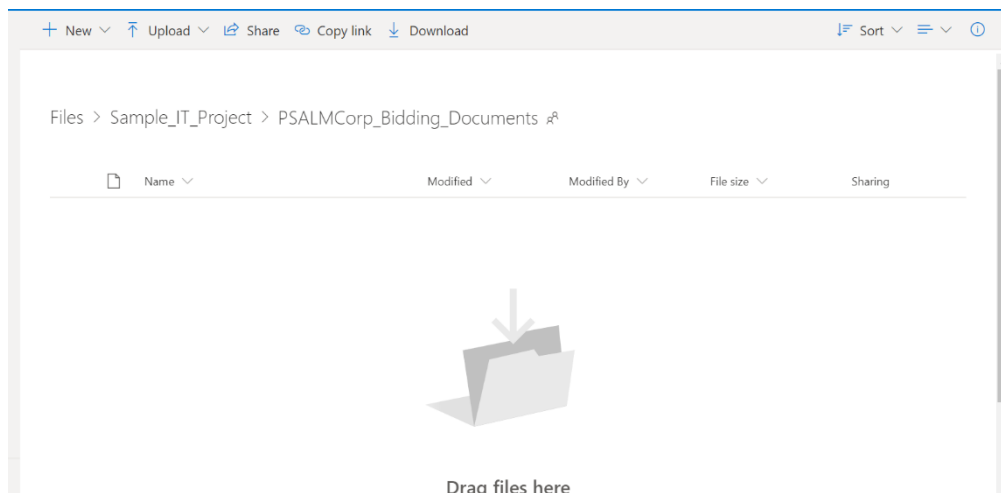 New Upload Share Copy link Download Sort
Files > Sample_IT_Project > PSALMCorp_Bidding_Documents
Name Modified Modified By File size Sharing
Drag files here